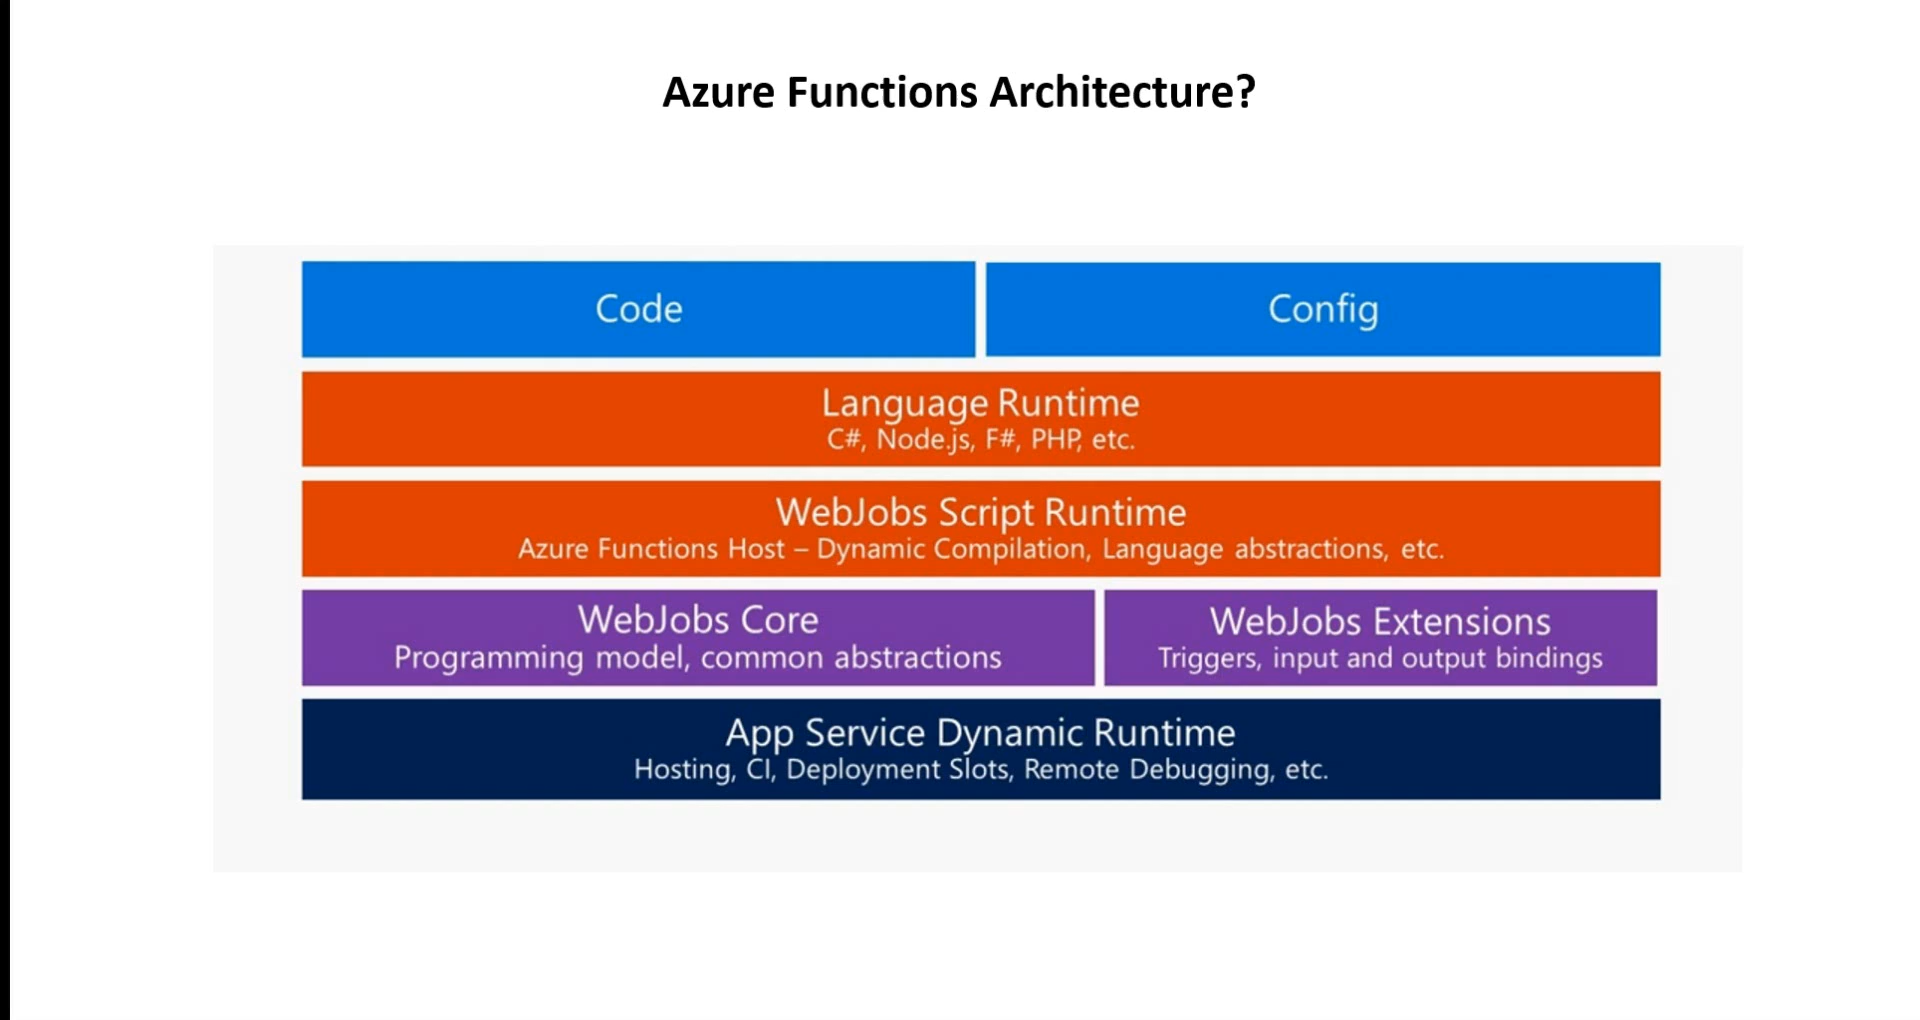 Azure Functions Architecture?
Code
Config
Language Runtime
C#, Node.js, F#, PHP, etc.
WebJobs Script Runtime
Azure Functions Host – Dynamic Compilation, Language abstractions, etc.
WebJobs Core
Programming model, common abstractions
WebJobs Extensions
Triggers, input and output bindings
App Service Dynamic Runtime
Hosting, CI, Deployment Slots, Remote Debugging, etc.